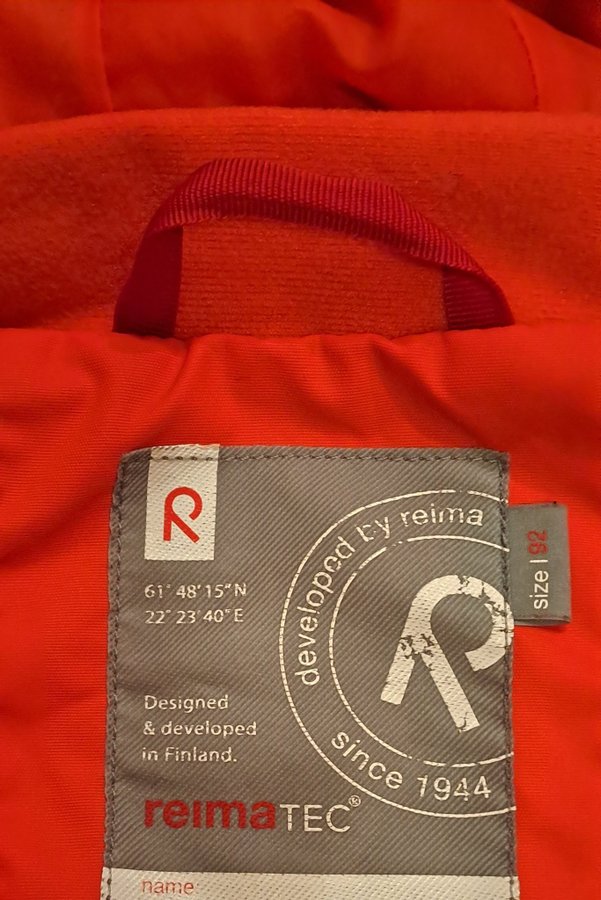 61° 48' 15" N
22° 23' 40" E
developed by reima
since 1944
size | 92
Designed
& developed
in Finland.
reimaTEC®
name: